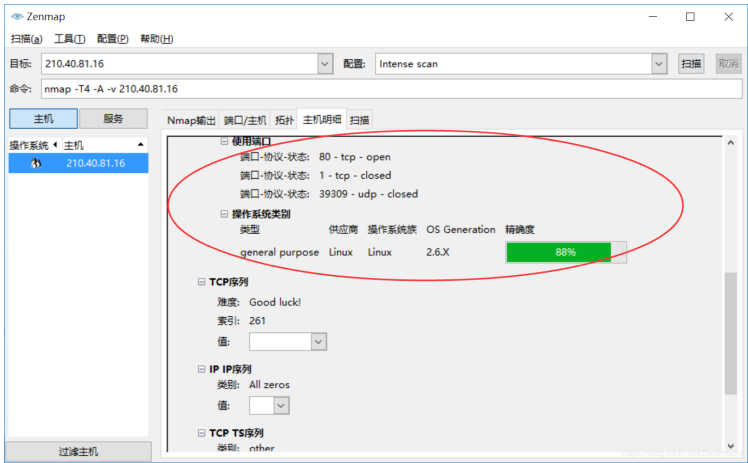 Zenmap
扫描(a) 工具(T) 配置(P) 帮助(H)
目标: 210.40.81.16 配置: Intense scan 扫描 取消
命令: nmap -T4 -A -v 210.40.81.16
主机 服务 Nmap输出 端口/主机 拓扑 主机明细 扫描
操作系统 主机
210.40.81.16
使用端口
端口-协议-状态: 80 - tcp - open
端口-协议-状态: 1 - tcp - closed
端口-协议-状态: 39309 - udp - closed
操作系统类别
类型 供应商 操作系统族 OS Generation 精确度
general purpose Linux Linux 2.6.X 88%
TCP序列
难度: Good luck!
索引: 261
值:
IP IP序列
类别: All zeros
值:
TCP TS序列
类别: other
过滤主机